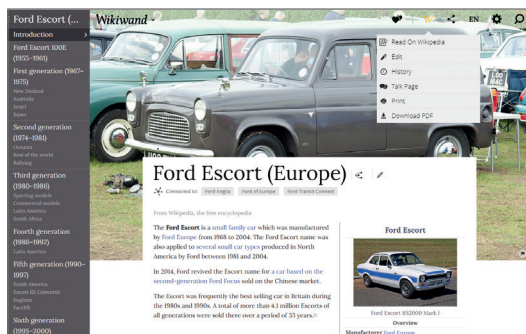 Ford Escort (...
Wikiwand
EN
Introduction
Ford Escort 100E
(1955–1961)
First generation (1967–
1975)
New Zealand
Australia
Israel
Japan
Second generation
(1974–1981)
Oceania
Rest of the world
Rallying
Third generation
(1980–1986)
Sporting models
Commercial models
Latin America
South Africa
Fourth generation
(1986–1992)
Latin America
Fifth generation (1990–
1997)
South America
Escort RS Cosworth
Engines
Facelift
Sixth generation
(1995–2000)
Read On Wikipedia
Edit
History
Talk Page
Print
Download PDF
Ford Escort (Europe)
Connected to:
Ford Anglia
Ford of Europe
Ford Transit Connect
From Wikipedia, the free encyclopedia
The Ford Escort is a small family car which was manufactured
by Ford Europe from 1968 to 2004. The Ford Escort name was
also applied to several small car types produced in North
America by Ford between 1981 and 2004.
In 2014, Ford revived the Escort name for a car based on the
second-generation Ford Focus sold on the Chinese market.
The Escort was frequently the best selling car in Britain during
the 1980s and 1990s. A total of more than 4.1 million Escorts of
all generations were sold there over a period of 33 years.
Ford Escort
Ford Escort RS2000 Mark I
Overview
Manufacturer Ford Europe